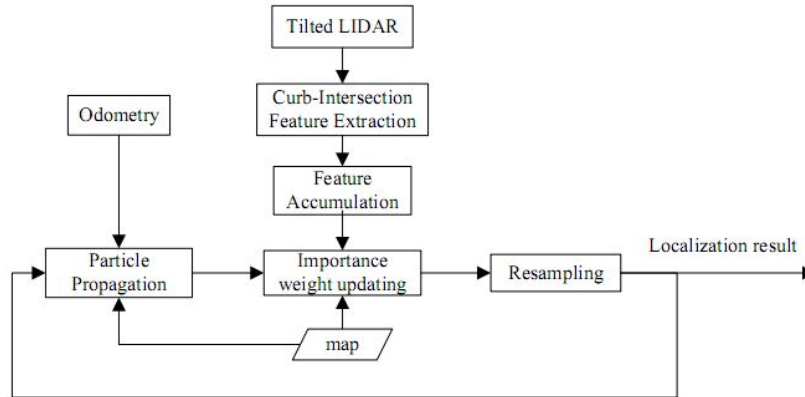 Tilted LIDAR
Curb-Intersection
Feature Extraction
Odometry
Feature
Accumulation
Particle
Propagation
Importance
weight updating
Resampling
Localization result
map